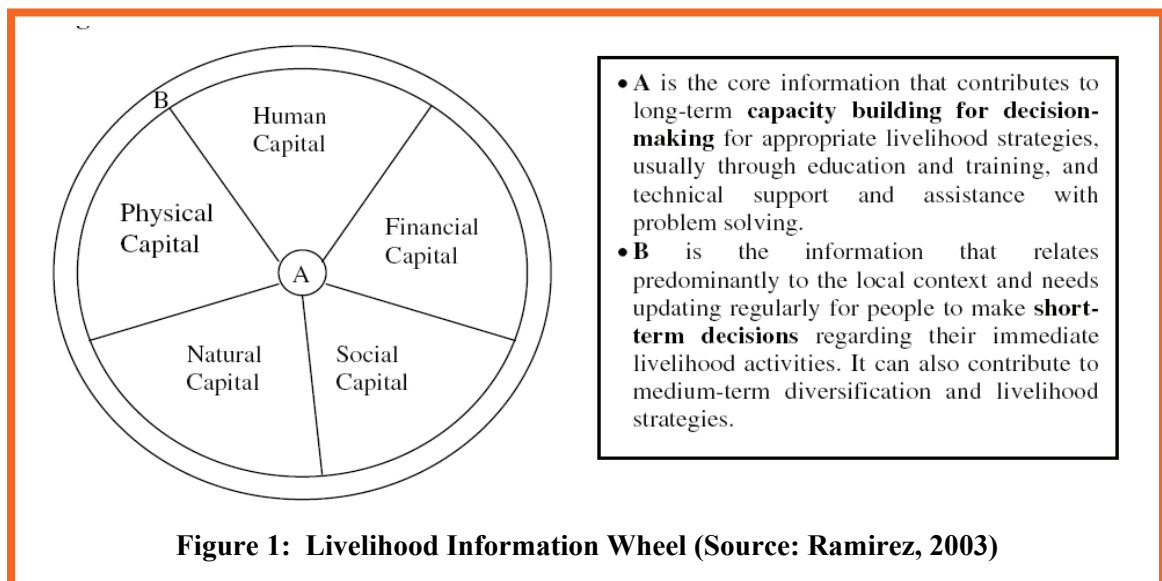 B
Human
Capital
Physical
Capital
Financial
Capital
A
Natural
Capital
Social
Capital
• A is the core information that contributes to
long-term capacity building for decision-
making for appropriate livelihood strategies,
usually through education and training, and
technical support and assistance with
problem solving.
• B is the information that relates
predominantly to the local context and needs
updating regularly for people to make short-
term decisions regarding their immediate
livelihood activities. It can also contribute to
medium-term diversification and livelihood
strategies.
Figure 1: Livelihood Information Wheel (Source: Ramirez, 2003)